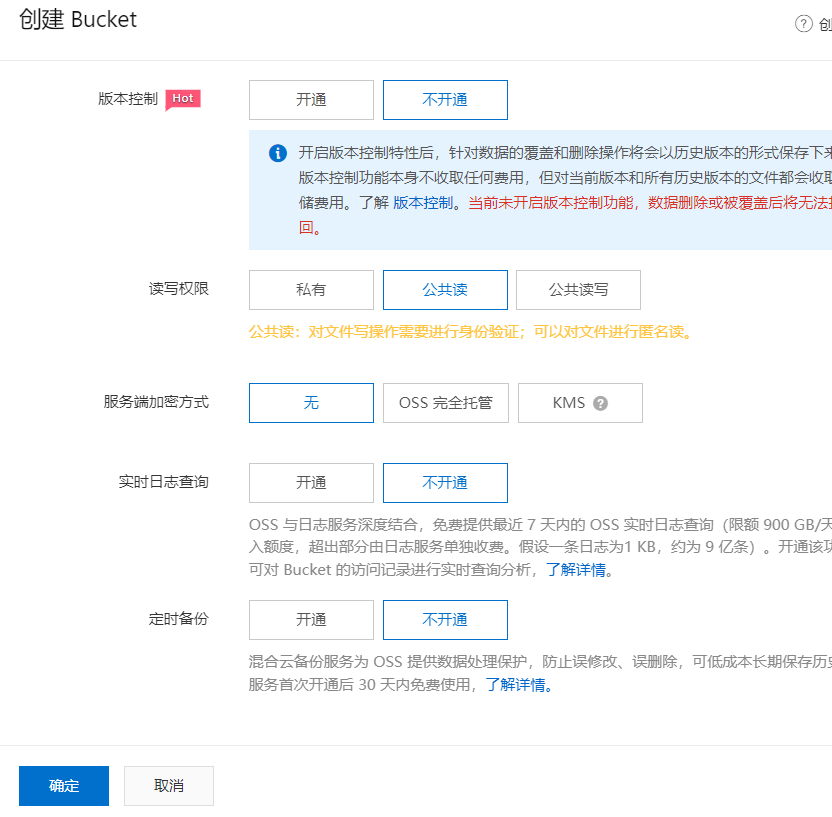 创建 Bucket
? 创
版本控制 Hot 开通 不开通
开启版本控制特性后，针对数据的覆盖和删除操作将会以历史版本的形式保存下来
版本控制功能本身不收取任何费用，但对当前版本和所有历史版本的文件都会收取
储费用。了解 版本控制。当前未开启版本控制功能，数据删除或被覆盖后将无法
回。
读写权限 私有 公共读 公共读写
公共读：对文件写操作需要进行身份验证；可以对文件进行匿名读。
服务端加密方式 无 OSS 完全托管 KMS ?
实时日志查询 开通 不开通
OSS 与日志服务深度结合，免费提供最近 7 天内的 OSS 实时日志查询（限额 900 GB/天
入额度，超出部分由日志服务单独收费。假设一条日志为1 KB，约为 9 亿条）。开通该功
可对 Bucket 的访问记录进行实时查询分析，了解详情。
定时备份 开通 不开通
混合云备份服务为 OSS 提供数据处理保护，防止误修改、误删除，可低成本长期保存历史
服务首次开通后 30 天内免费使用，了解详情。
确定 取消